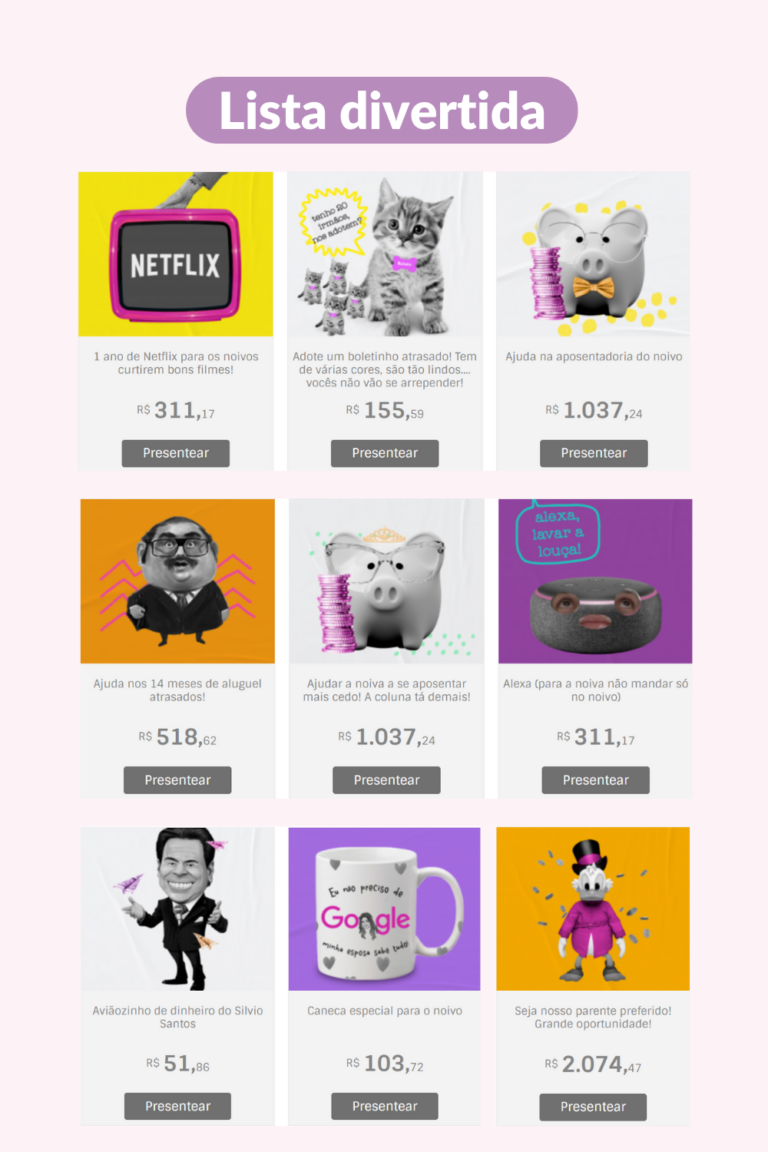 Lista divertida
NETFLIX
1 ano de Netflix para os noivos
curtirem bons filmes!
R$ 311,17
Presentear
tenho 20
irmãos,
nos adotem?
Adote um boletinho atrasado! Tem
de várias cores, são tão lindos....
vocês não vão se arrepender!
R$ 155,59
Presentear
Ajuda na aposentadoria do noivo
R$ 1.037,24
Presentear
Ajuda nos 14 meses de aluguel
atrasados!
R$ 518,62
Presentear
Ajudar a noiva a se aposentar
mais cedo! A coluna tá demais!
R$ 1.037,24
Presentear
alexa,
lavar a
louça!
Alexa (para a noiva não mandar só
no noivo)
R$ 311,17
Presentear
Aviãozinho de dinheiro do Silvio
Santos
R$ 51,86
Presentear
Eu não preciso do
Google
minha esposa sabe tudo!
Caneca especial para o noivo
R$ 103,72
Presentear
Seja nosso parente preferido!
Grande oportunidade!
R$ 2.074,47
Presentear